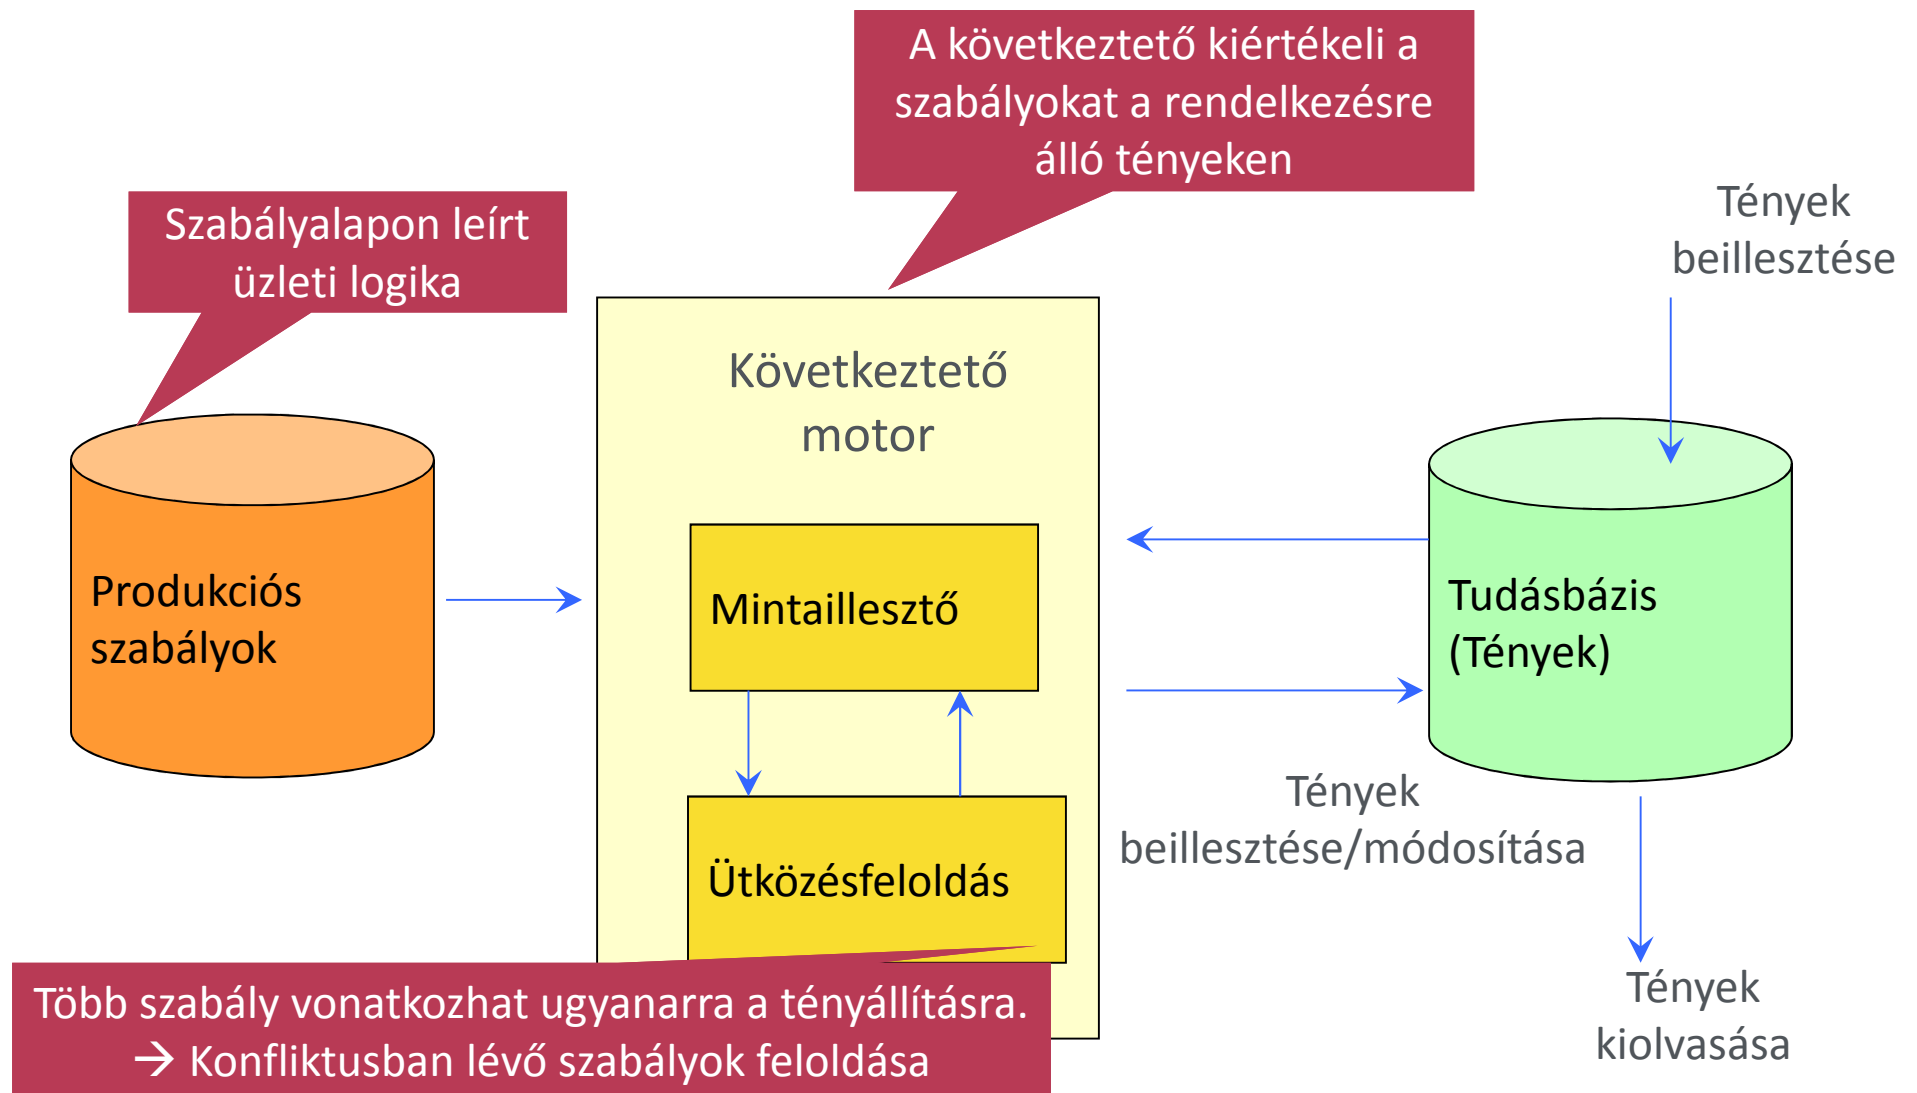 A következtető kiértékeli a
szabályokat a rendelkezésre
álló tényeken
Szabályalapon leírt
üzleti logika
Tények
beillesztése
Következtető
motor
Produkciós
szabályok
Mintaillesztő
Tudásbázis
(Tények)
Tények
beillesztése/módosítása
Ütközésfeloldás
Több szabály vonatkozhat ugyanarra a tényállításra.
→ Konfliktusban lévő szabályok feloldása
Tények
kiolvasása